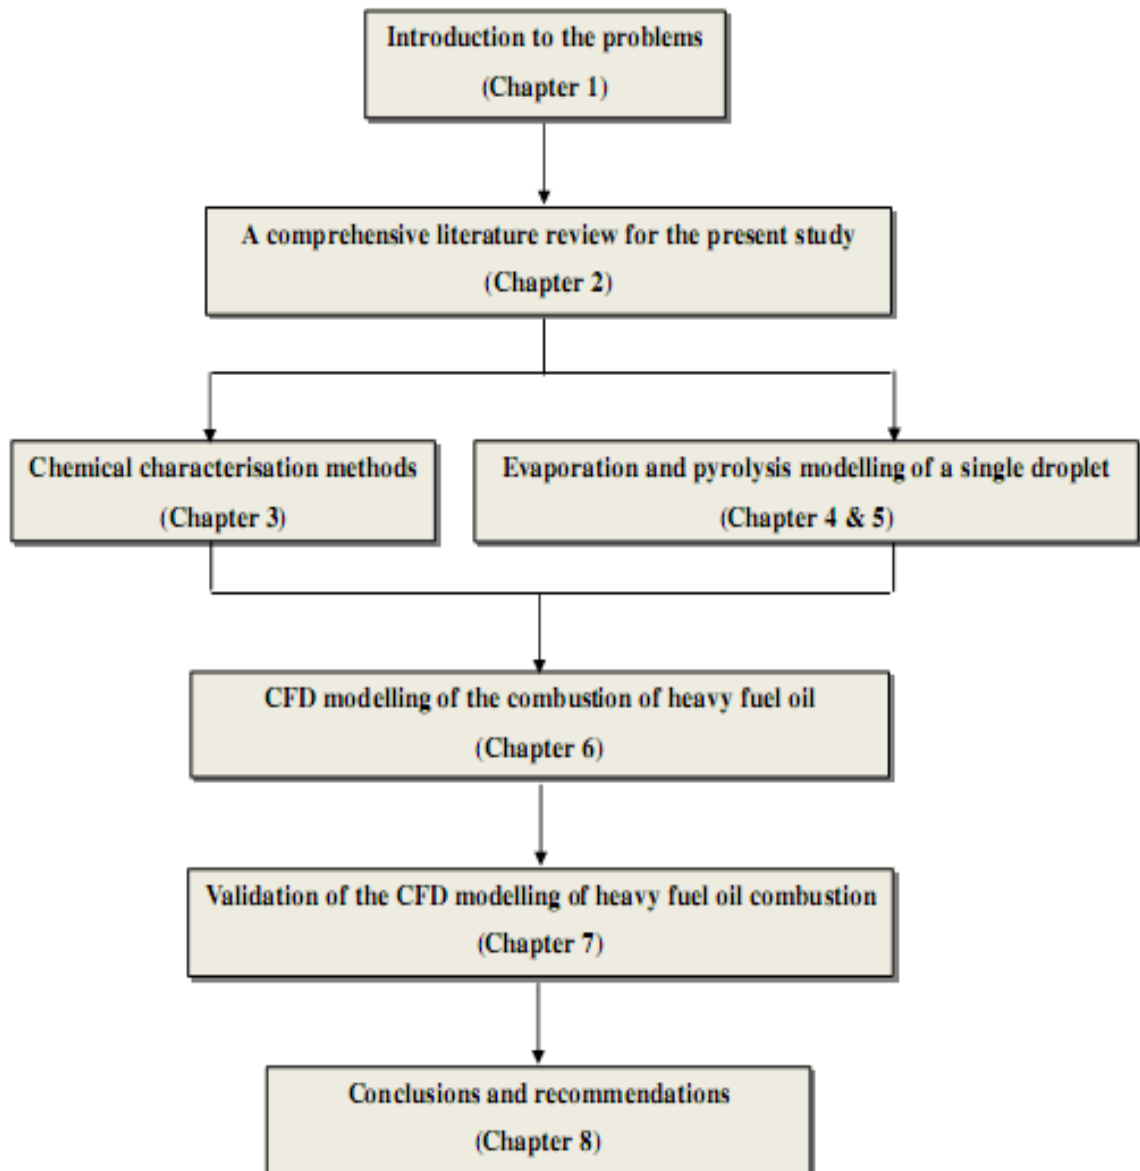 Introduction to the problems
(Chapter 1)
A comprehensive literature review for the present study
(Chapter 2)
Chemical characterisation methods
(Chapter 3)
Evaporation and pyrolysis modelling of a single droplet
(Chapter 4 & 5)
CFD modelling of the combustion of heavy fuel oil
(Chapter 6)
Validation of the CFD modelling of heavy fuel oil combustion
(Chapter 7)
Conclusions and recommendations
(Chapter 8)